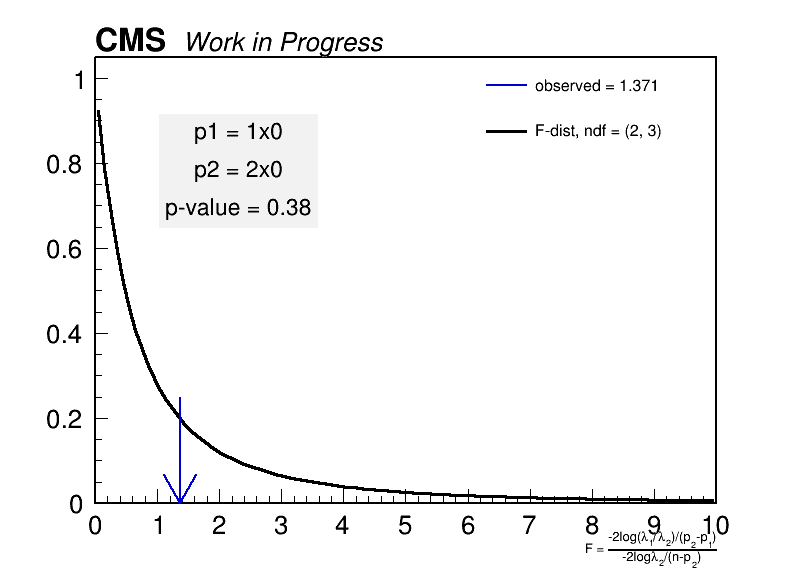 CMS Work in Progress
observed = 1.371
F-dist, ndf = (2, 3)
p1 = 1x0
p2 = 2x0
p-value = 0.38
1
0.8
0.6
0.4
0.2
0
0 1 2 3 4 5 6 7 8 9 10
F = -2log(λ₁/λ₂)/(p₂-p₁)
-2logλ₂/(n-p₂)